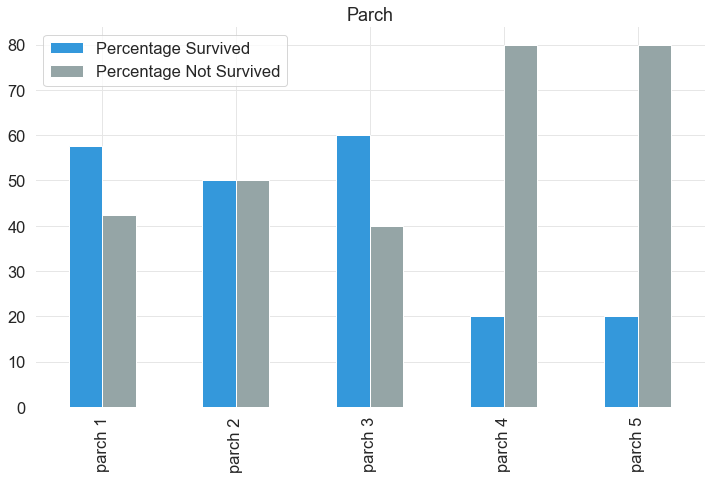 Parch
Percentage Survived
Percentage Not Survived
80
70
60
50
40
30
20
10
0
parch 1
parch 2
parch 3
parch 4
parch 5